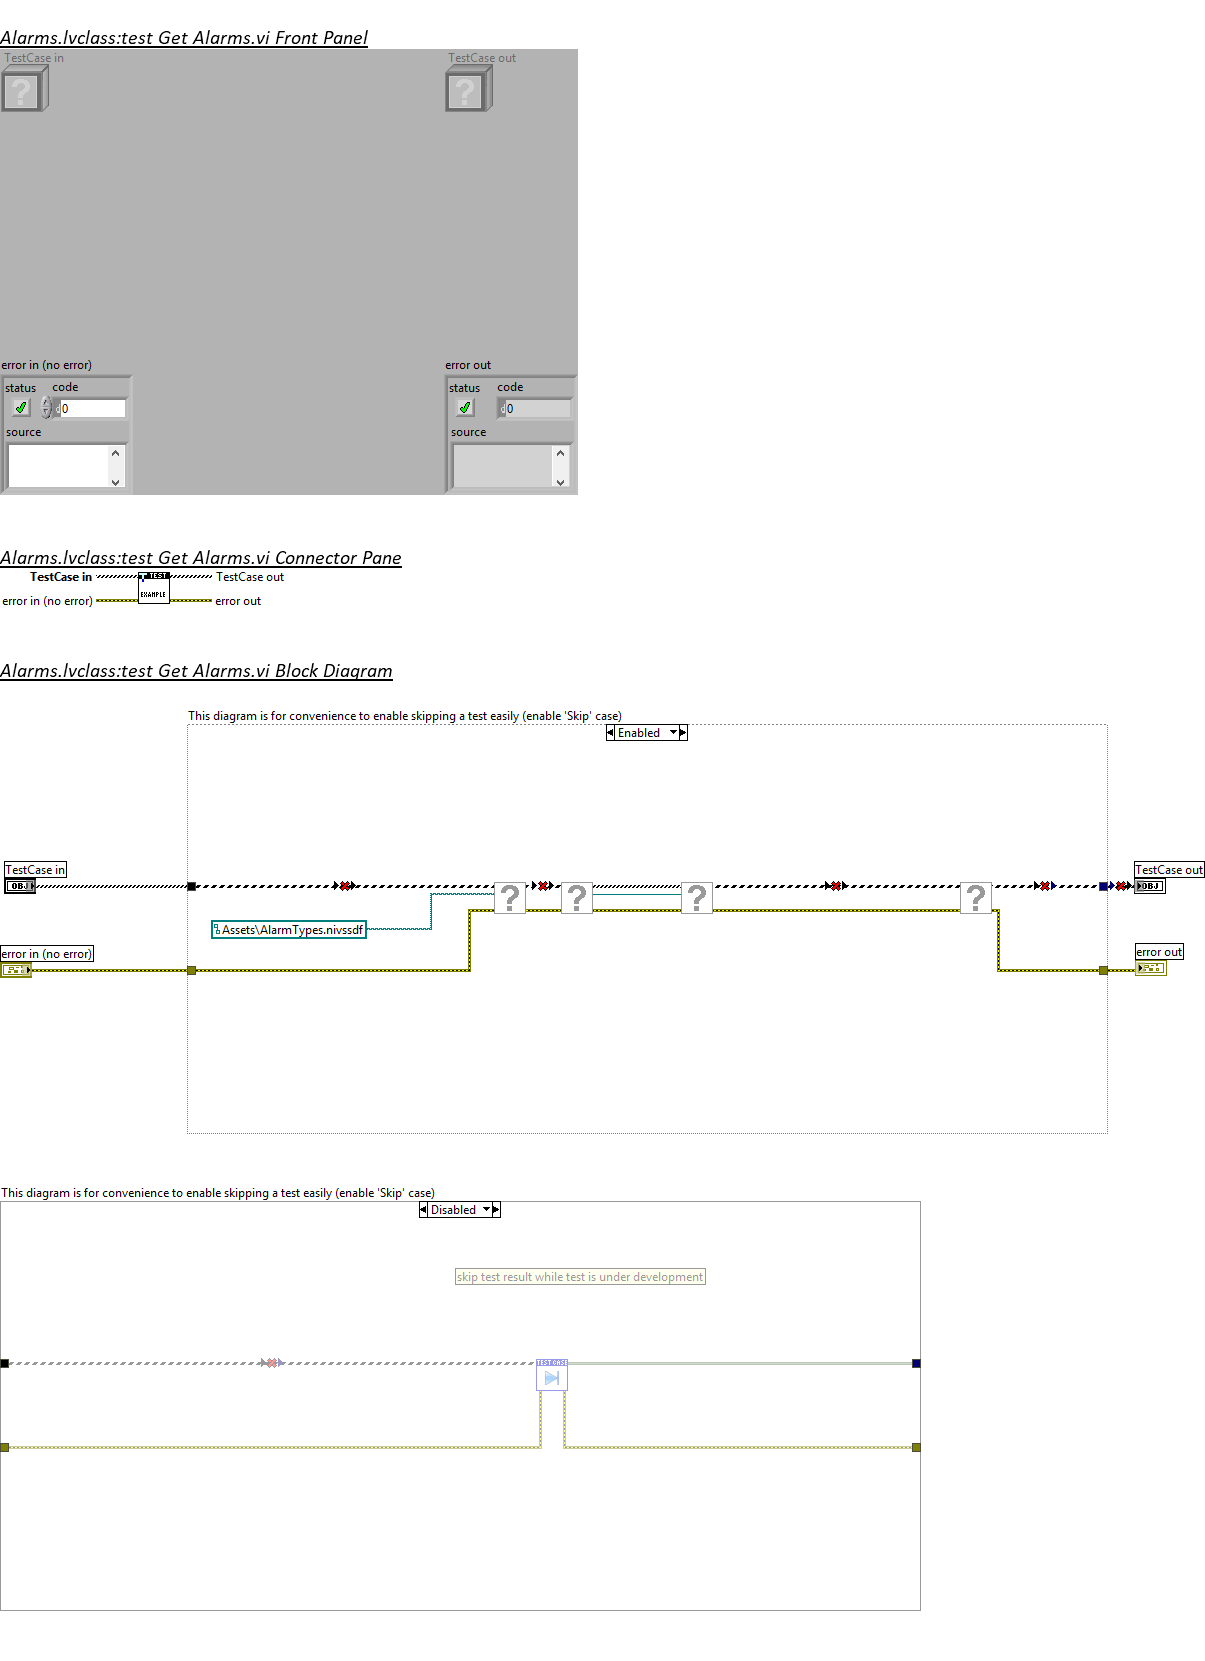 Alarms.lvclass:test Get Alarms.vi Front Panel
TestCase in
TestCase out
error in (no error)
error out
status
code
status
code
d0
d0
source
source
Alarms.lvclass:test Get Alarms.vi Connector Pane
TestCase in
TestCase out
TEST
EXAMPLE
error in (no error)
error out
Alarms.lvclass:test Get Alarms.vi Block Diagram
This diagram is for convenience to enable skipping a test easily (enable 'Skip' case)
Enabled
TestCase in
TestCase out
OBJ
OBJ
? ? ? ?
Assets\AlarmTypes.nivssdf
error in (no error)
error out
This diagram is for convenience to enable skipping a test easily (enable 'Skip' case)
Disabled
skip test result while test is under development
TEST CASE